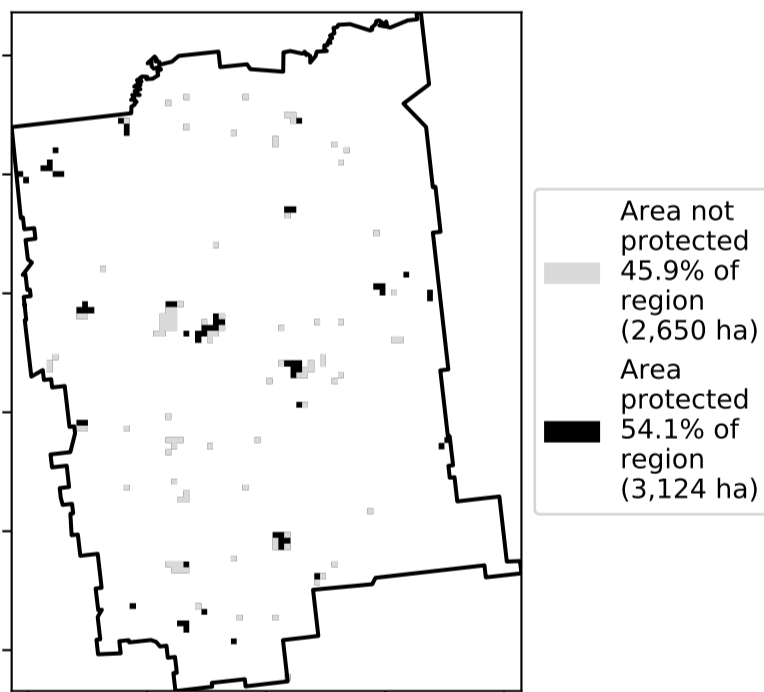 Area not
protected
45.9% of
region
(2,650 ha)
Area
protected
54.1% of
region
(3,124 ha)